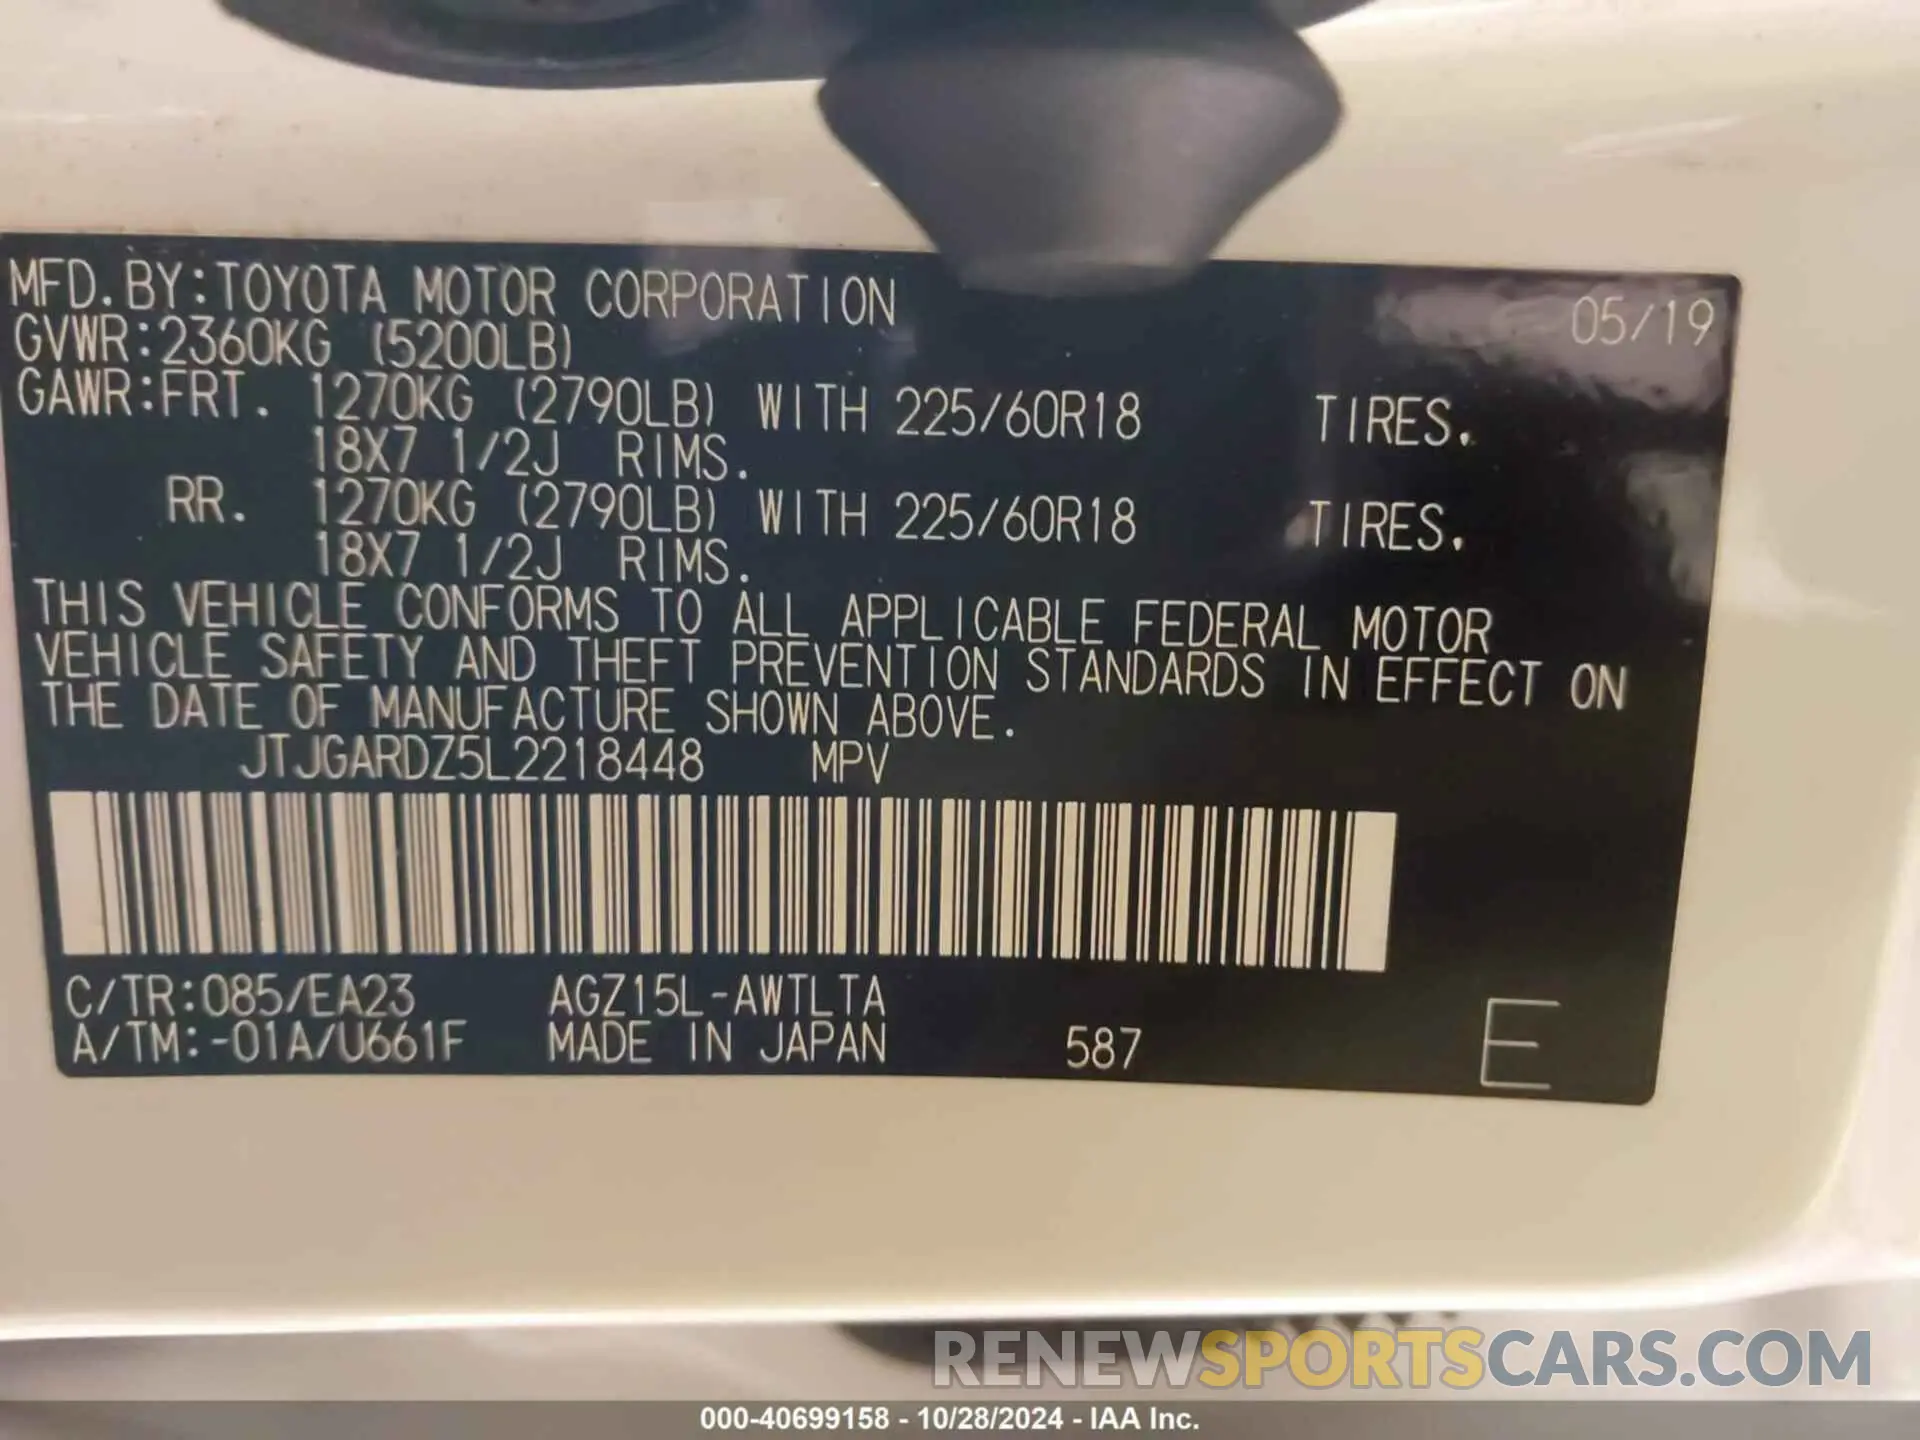 MFD.BY:TOYOTA MOTOR CORPORATION 05/19
GVWR:2360KG (5200LB)
GAWR:FRT. 1270KG (2790LB) WITH 225/60R18 TIRES.
18X7 1/2J RIMS.
RR. 1270KG (2790LB) WITH 225/60R18 TIRES.
18X7 1/2J RIMS.
THIS VEHICLE CONFORMS TO ALL APPLICABLE FEDERAL MOTOR
VEHICLE SAFETY AND THEFT PREVENTION STANDARDS IN EFFECT ON
THE DATE OF MANUFACTURE SHOWN ABOVE.
JTJGARDZ5L2218448 MPV
C/TR:085/EA23 AGZ15L-AWTLTA
A/TM:-01A/U661F MADE IN JAPAN 587 E
RENEWSPORTSCARS.COM
000-40699158 - 10/28/2024 - IAA Inc.